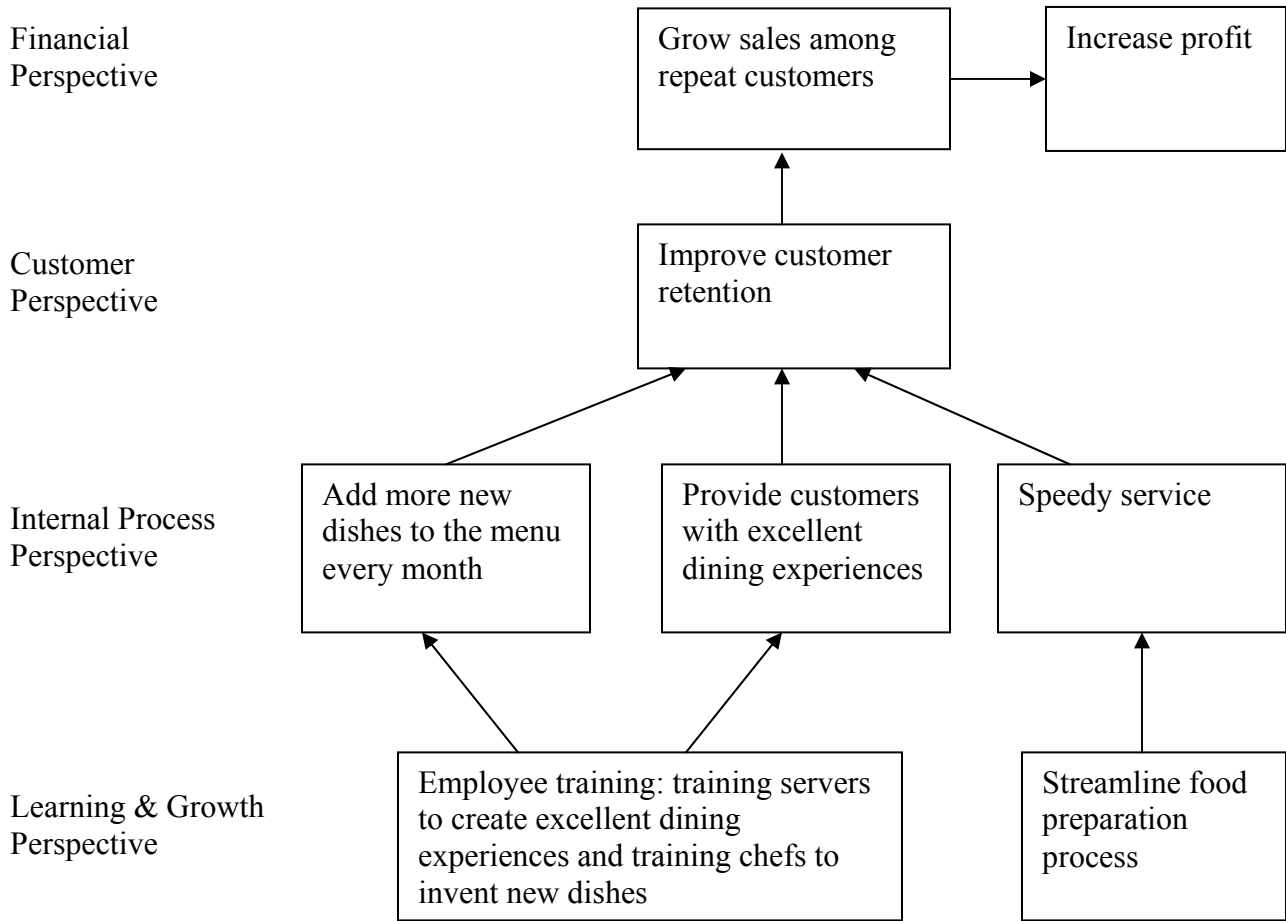 Financial
Perspective
Grow sales among
repeat customers
Increase profit
Customer
Perspective
Improve customer
retention
Internal Process
Perspective
Add more new
dishes to the menu
every month
Provide customers
with excellent
dining experiences
Speedy service
Learning & Growth
Perspective
Employee training: training servers
to create excellent dining
experiences and training chefs to
invent new dishes
Streamline food
preparation
process